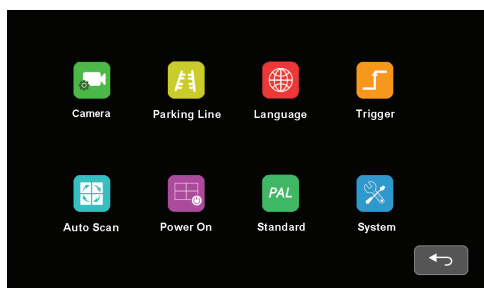 Camera
Parking Line
Language
Trigger
PAL
Auto Scan
Power On
Standard
System